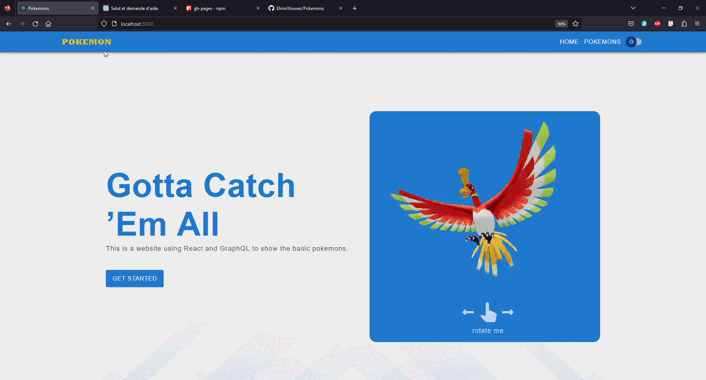 Pokemons
Salut et demande d'aide.
gh-pages - npm
ElmirYounes/Pokemons
localhost:3000
90%
POKEMON
HOME
POKEMONS
Gotta Catch
’Em All
This is a website using React and GraphQL to show the basic pokemons.
GET STARTED
rotate me